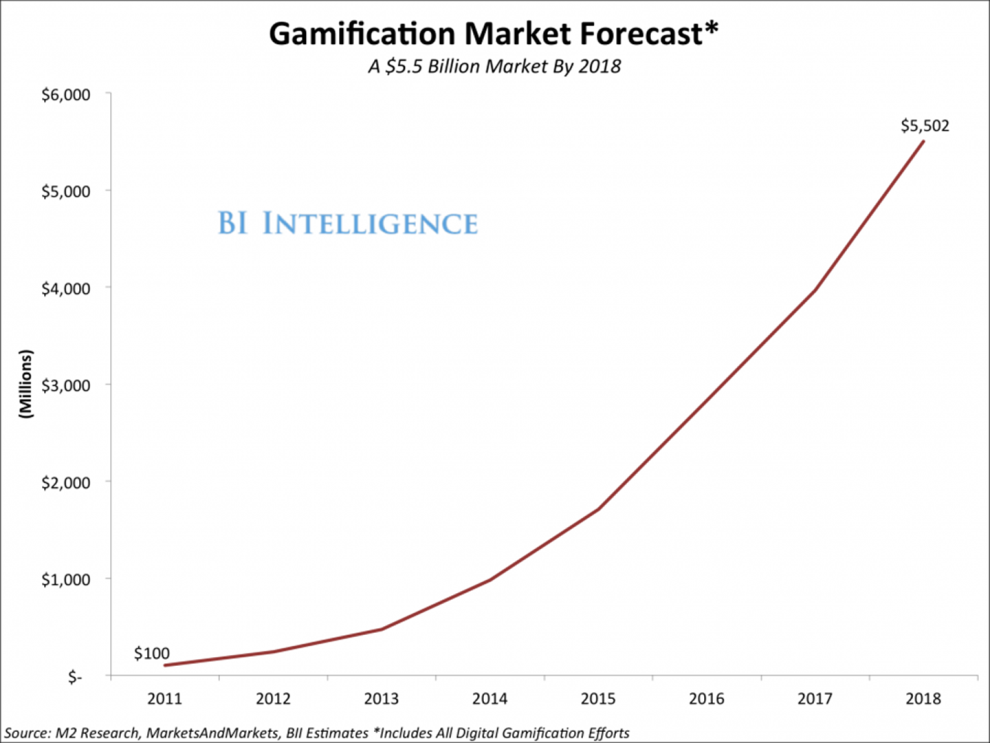 Gamification Market Forecast*
A $5.5 Billion Market By 2018
$6,000
$5,502
$5,000
BI INTELLIGENCE
$4,000
(Millions)
$3,000
$2,000
$1,000
$100
$-
2011 2012 2013 2014 2015 2016 2017 2018
Source: M2 Research, MarketsAndMarkets, BII Estimates *Includes All Digital Gamification Efforts